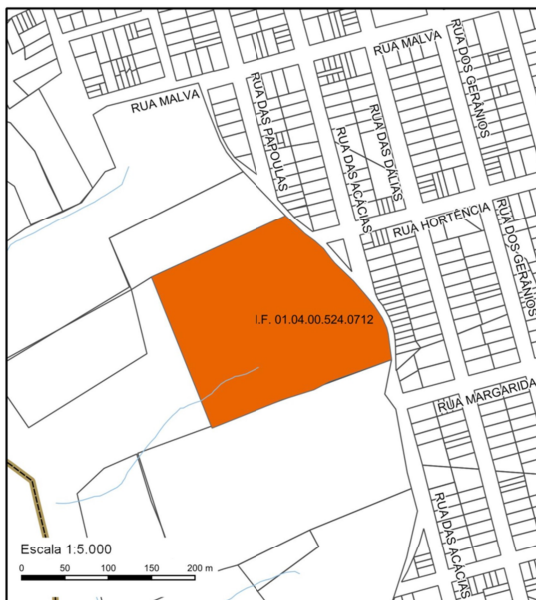 RUA MALVA
RUA DOS GERÂNIOS
RUA MALVA
RUA DAS PAPOULAS
RUA DAS DÁLIAS
RUA DAS ACÁCIAS
RUA HORTÊNCIA
RUA DOS GERÂNIOS
I.F. 01.04.00.524.0712
RUA MARGARIDA
RUA DAS ACÁCIAS
Escala 1:5.000
0 50 100 150 200 m